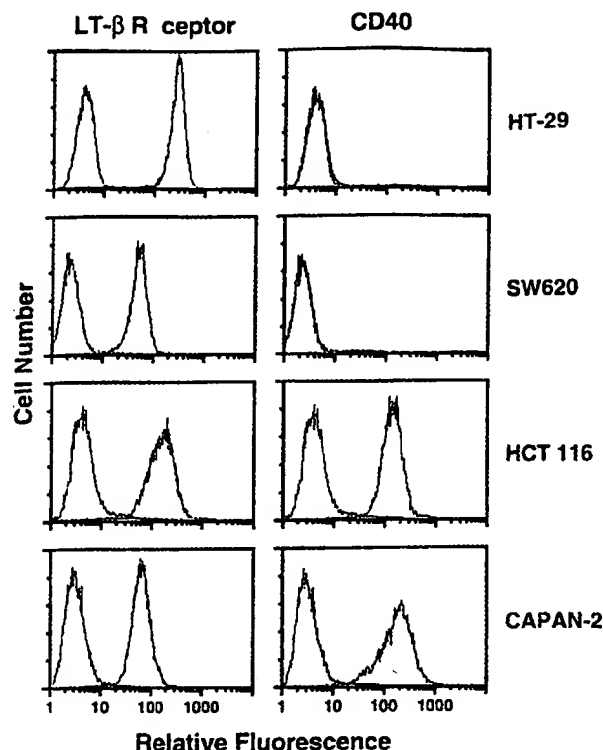 LT-β R ceptor CD40
HT-29
SW620
Cell Number
HCT 116
CAPAN-2
1 10 100 1000 1 10 100 1000
Relative Fluorescence